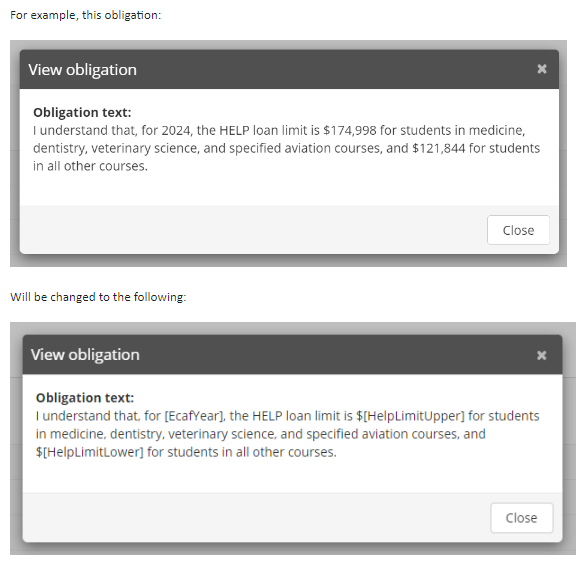 For example, this obligation:
View obligation ×
Obligation text:
I understand that, for 2024, the HELP loan limit is $174,998 for students in medicine,
dentistry, veterinary science, and specified aviation courses, and $121,844 for students
in all other courses.
Close
Will be changed to the following:
View obligation ×
Obligation text:
I understand that, for [EcafYear], the HELP loan limit is $[HelpLimitUpper] for students
in medicine, dentistry, veterinary science, and specified aviation courses, and
$[HelpLimitLower] for students in all other courses.
Close